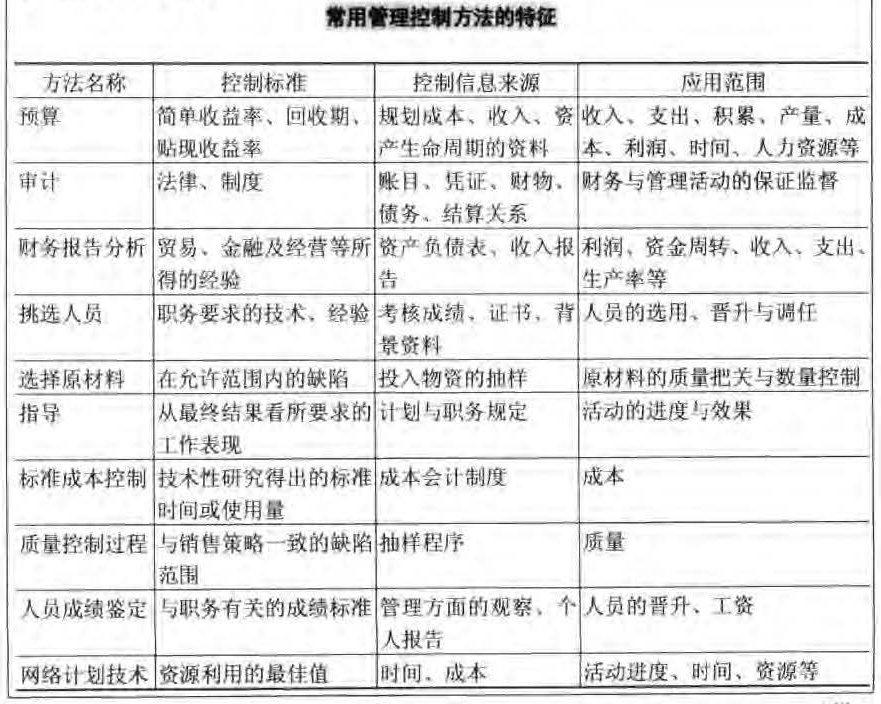 常用管理控制方法的特征
方法名称 控制标准 控制信息来源 应用范围
预算 简单收益率、回收期、 规划成本、收入、资 收入、支出、积累、产量、成
贴现收益率 产生命周期的资料 本、利润、时间、人力资源等
审计 法律、制度 账目、凭证、财物、 财务与管理活动的保证监督
债务、结算关系
财务报告分析 贸易、金融及经营等所 资产负债表、收入报 利润、资金周转、收入、支出、
得的经验 告 生产率等
挑选人员 职务要求的技术、经验 考核成绩、证书、背 人员的选用、晋升与调任
景资料
选择原材料 在允许范围内的缺陷 投入物资的抽样 原材料的质量把关与数量控制
指导 从最终结果看所要求的 计划与职务规定 活动的进度与效果
工作表现
标准成本控制 技术性研究得出的标准 成本会计制度 成本
时间或使用量
质量控制过程 与销售策略一致的缺陷 抽样程序 质量
范围
人员成绩鉴定 与职务有关的成绩标准 管理方面的观察、个 人员的晋升、工资
人报告
网络计划技术 资源利用的最佳值 时间、成本 活动进度、时间、资源等